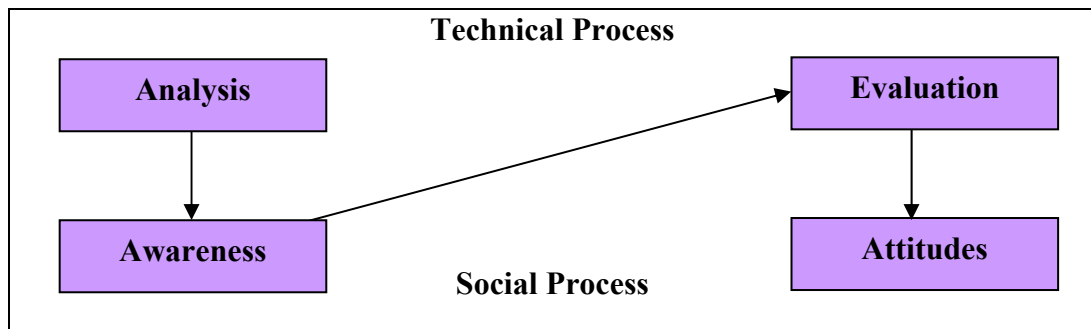 Technical Process
Analysis
Evaluation
Awareness
Attitudes
Social Process